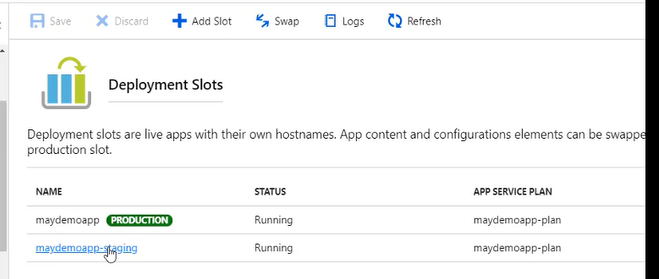 Save Discard Add Slot Swap Logs Refresh
Deployment Slots
Deployment slots are live apps with their own hostnames. App content and configurations elements can be swappe
production slot.
NAME STATUS APP SERVICE PLAN
maydemoapp PRODUCTION Running maydemoapp-plan
maydemoapp-staging Running maydemoapp-plan